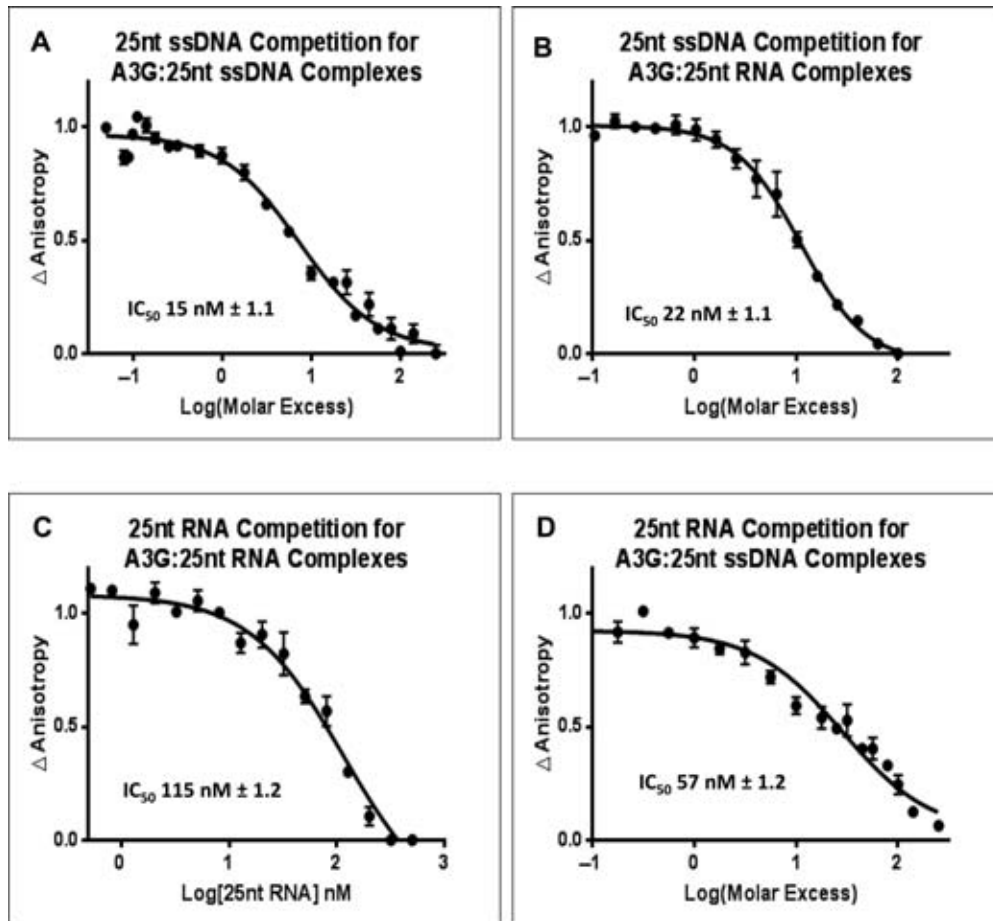 A
25nt ssDNA Competition for
A3G:25nt ssDNA Complexes
1.0
0.5
0.0
△ Anisotropy
IC₅₀ 15 nM ± 1.1
−1 0 1 2
Log(Molar Excess)
B
25nt ssDNA Competition for
A3G:25nt RNA Complexes
1.0
0.5
0.0
△ Anisotropy
IC₅₀ 22 nM ± 1.1
−1 0 1 2
Log(Molar Excess)
C
25nt RNA Competition for
A3G:25nt RNA Complexes
1.0
0.5
0.0
△ Anisotropy
IC₅₀ 115 nM ± 1.2
0 1 2 3
Log[25nt RNA] nM
D
25nt RNA Competition for
A3G:25nt ssDNA Complexes
1.0
0.5
0.0
△ Anisotropy
IC₅₀ 57 nM ± 1.2
−1 0 1 2
Log(Molar Excess)